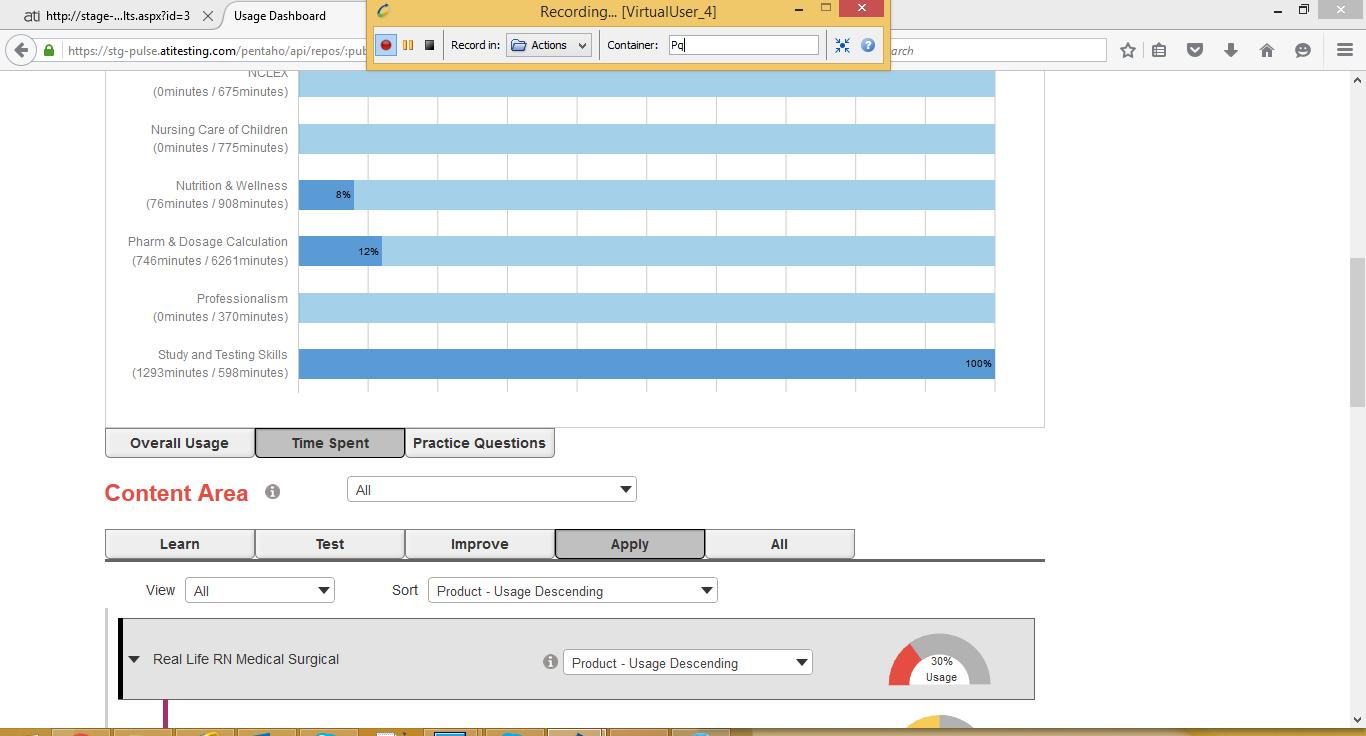 ati http://stage-...lts.aspx?id=3
Usage Dashboard
Recording... [VirtualUser_4]
https://stg-pulse.atitesting.com/pentaho/api/repos/:pub
Record in: Actions
Container: Pq
arch
NCLEX
(0minutes / 675minutes)
Nursing Care of Children
(0minutes / 775minutes)
Nutrition & Wellness
(76minutes / 908minutes)
8%
Pharm & Dosage Calculation
(746minutes / 6261minutes)
12%
Professionalism
(0minutes / 370minutes)
Study and Testing Skills
(1293minutes / 598minutes)
100%
Overall Usage Time Spent Practice Questions
Content Area All
Learn Test Improve Apply All
View All Sort Product - Usage Descending
Real Life RN Medical Surgical Product - Usage Descending
30%
Usage